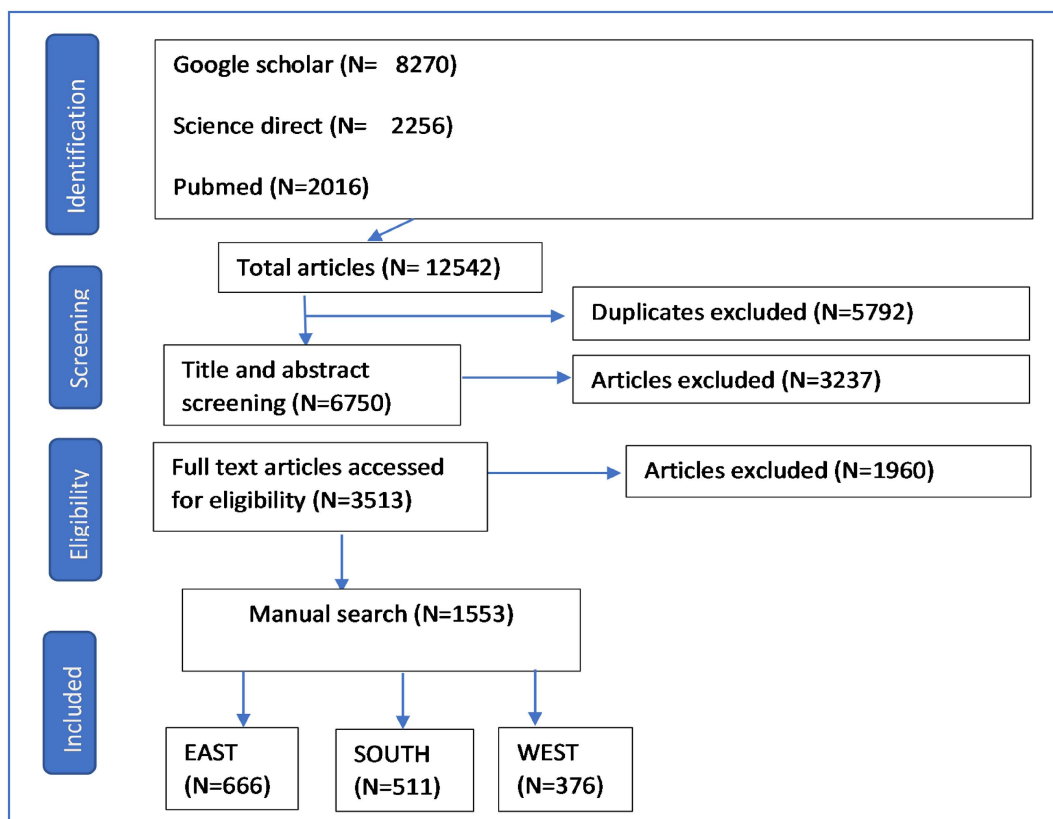 Identification
Google scholar (N= 8270)
Science direct (N= 2256)
Pubmed (N=2016)
Total articles (N= 12542)
Screening
Duplicates excluded (N=5792)
Title and abstract
screening (N=6750)
Articles excluded (N=3237)
Eligibility
Full text articles accessed
for eligibility (N=3513)
Articles excluded (N=1960)
Manual search (N=1553)
Included
EAST
(N=666)
SOUTH
(N=511)
WEST
(N=376)